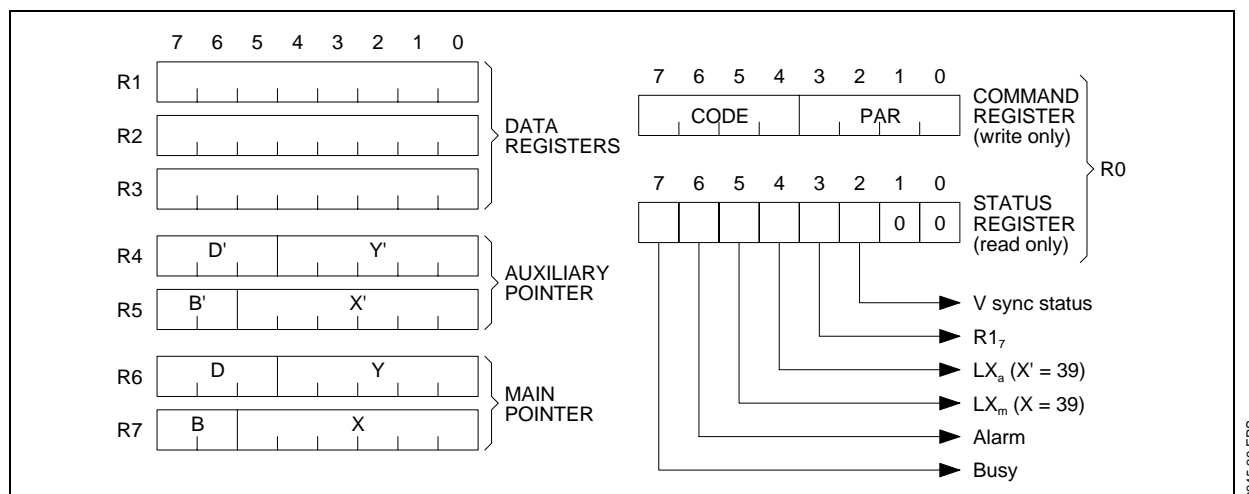 7 6 5 4 3 2 1 0
R1
R2
R3
DATA
REGISTERS
R4 D' Y'
R5 B' X'
AUXILIARY
POINTER
R6 D Y
R7 B X
MAIN
POINTER
7 6 5 4 3 2 1 0
CODE PAR
COMMAND
REGISTER
(write only)
R0
7 6 5 4 3 2 1 0
0 0
STATUS
REGISTER
(read only)
V sync status
R1₇
LXₐ (X' = 39)
LXₘ (X = 39)
Alarm
Busy